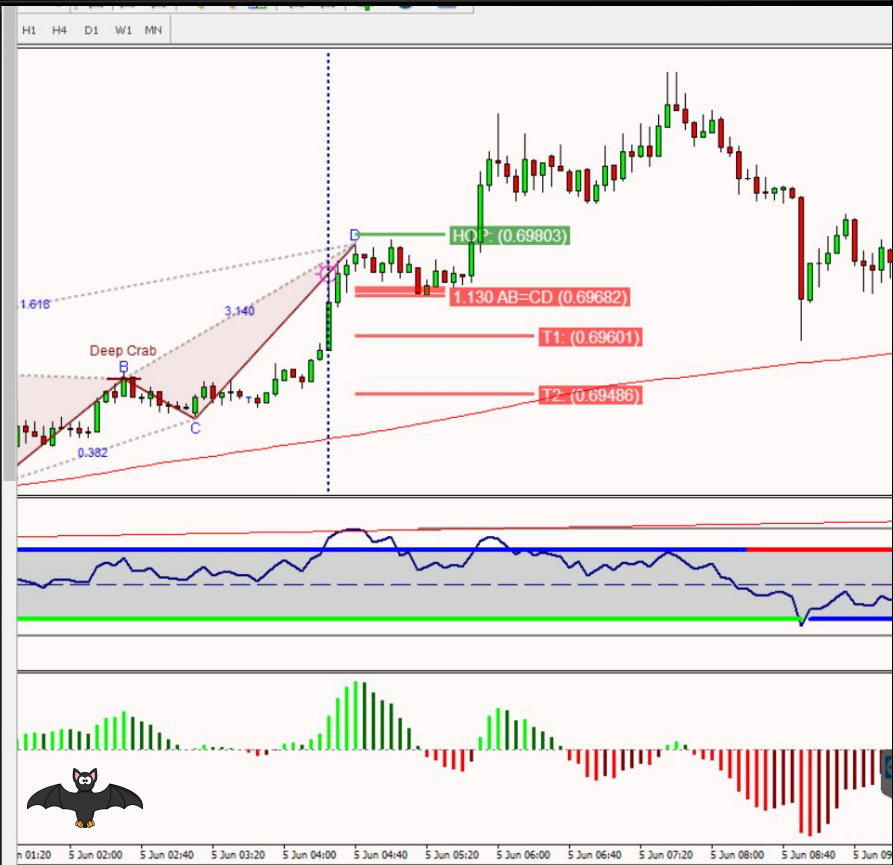 H1 H4 D1 W1 MN
D
HOP: (0.69803)
1.618
3.140
1.130 AB=CD (0.69682)
T1: (0.69601)
Deep Crab
B
T2: (0.69486)
C
0.382
5 Jun 02:00 5 Jun 02:40 5 Jun 03:20 5 Jun 04:00 5 Jun 04:40 5 Jun 05:20 5 Jun 06:00 5 Jun 06:40 5 Jun 07:20 5 Jun 08:00 5 Jun 08:40